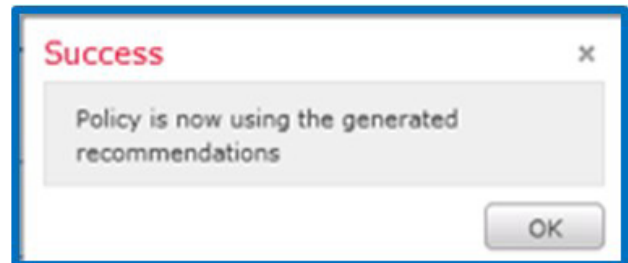 Success
Policy is now using the generated
recommendations
OK